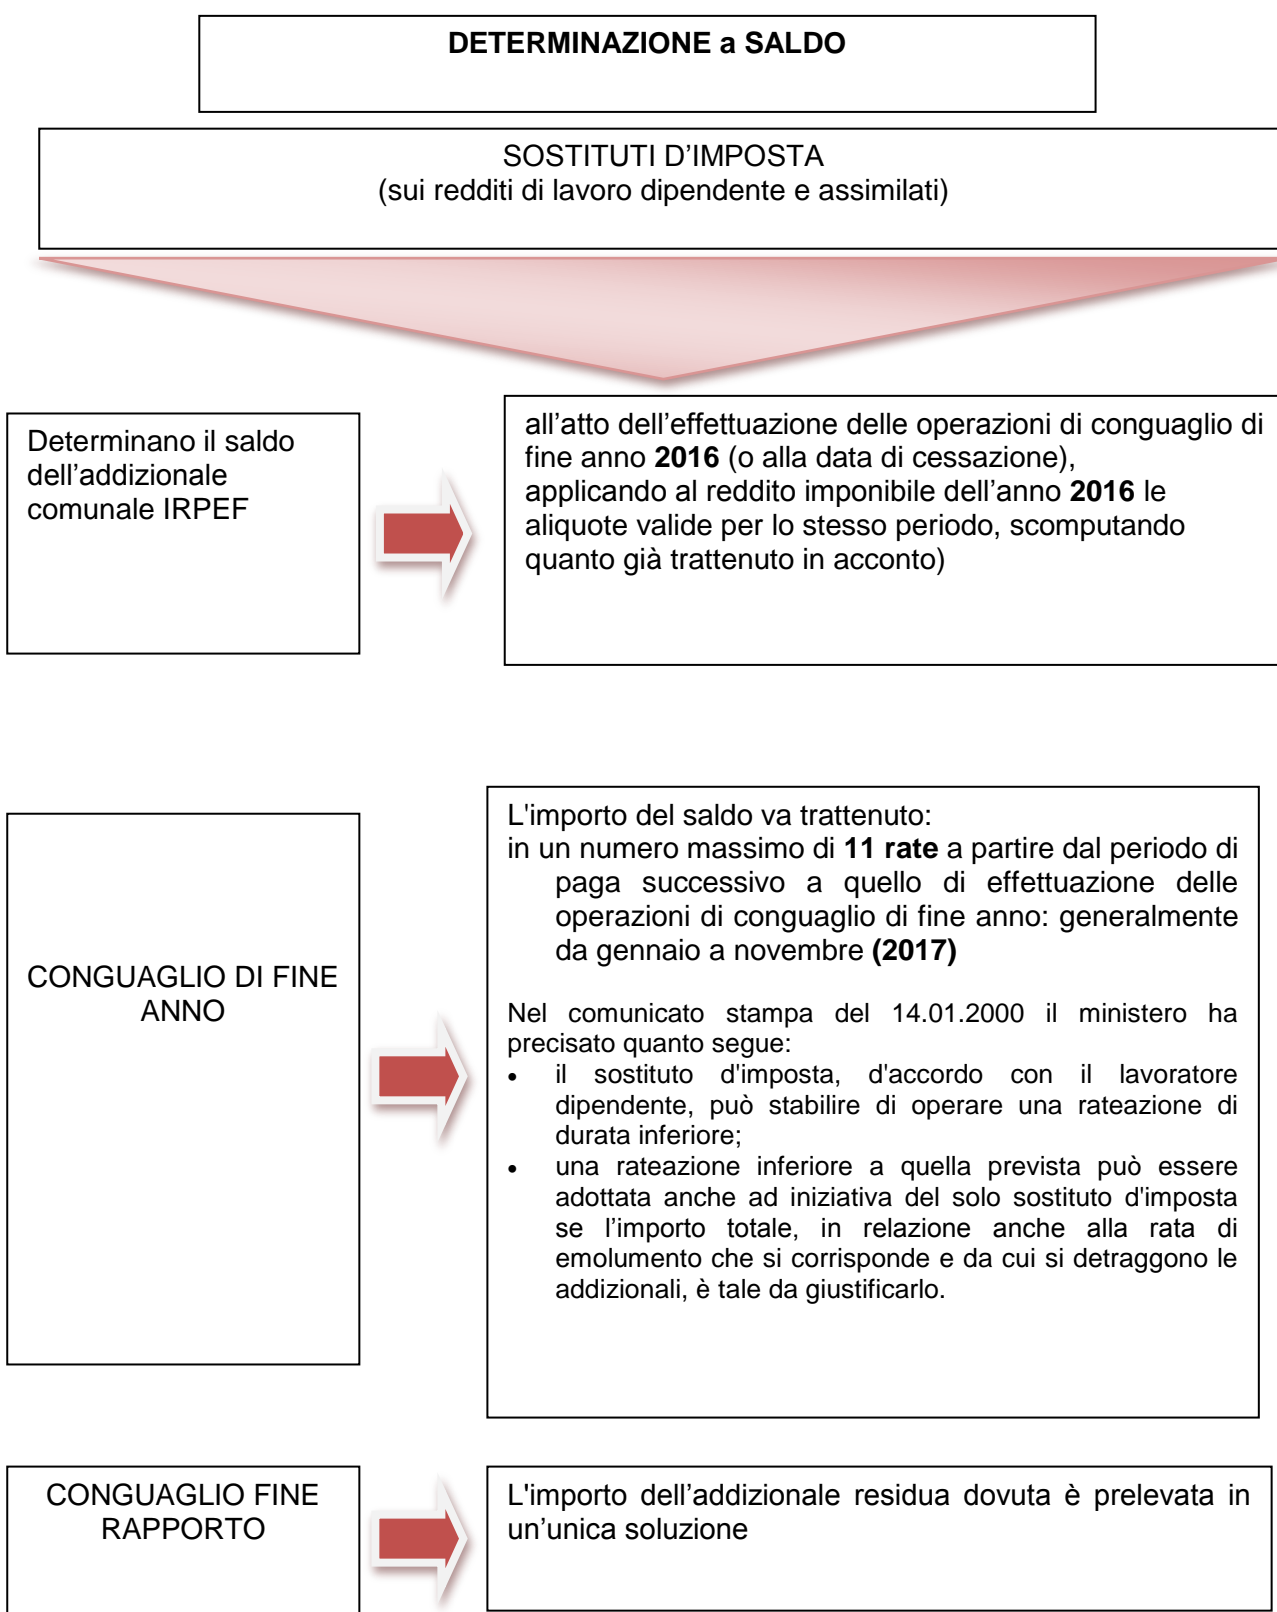 DETERMINAZIONE a SALDO
SOSTITUTI D'IMPOSTA
(sui redditi di lavoro dipendente e assimilati)
Determinano il saldo
dell’addizionale
comunale IRPEF
all’atto dell’effettuazione delle operazioni di conguaglio di
fine anno 2016 (o alla data di cessazione),
applicando al reddito imponibile dell’anno 2016 le
aliquote valide per lo stesso periodo, scomputando
quanto già trattenuto in acconto)
CONGUAGLIO DI FINE
ANNO
L'importo del saldo va trattenuto:
in un numero massimo di 11 rate a partire dal periodo di
paga successivo a quello di effettuazione delle
operazioni di conguaglio di fine anno: generalmente
da gennaio a novembre (2017)
Nel comunicato stampa del 14.01.2000 il ministero ha
precisato quanto segue:
• il sostituto d'imposta, d'accordo con il lavoratore
dipendente, può stabilire di operare una rateazione di
durata inferiore;
• una rateazione inferiore a quella prevista può essere
adottata anche ad iniziativa del solo sostituto d'imposta
se l’importo totale, in relazione anche alla rata di
emolumento che si corrisponde e da cui si detraggono le
addizionali, è tale da giustificarlo.
CONGUAGLIO FINE
RAPPORTO
L'importo dell’addizionale residua dovuta è prelevata in
un’unica soluzione